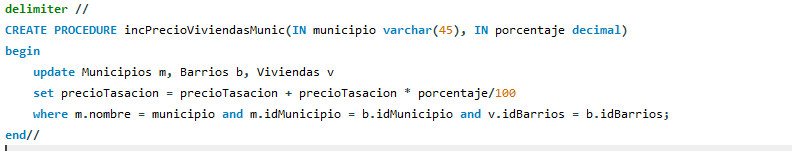 delimiter //
CREATE PROCEDURE incPrecioViviendasMunic(IN municipio varchar(45), IN porcentaje decimal)
begin
    update Municipios m, Barrios b, Viviendas v
    set precioTasacion = precioTasacion + precioTasacion * porcentaje/100
    where m.nombre = municipio and m.idMunicipio = b.idMunicipio and v.idBarrios = b.idBarrios;
end//